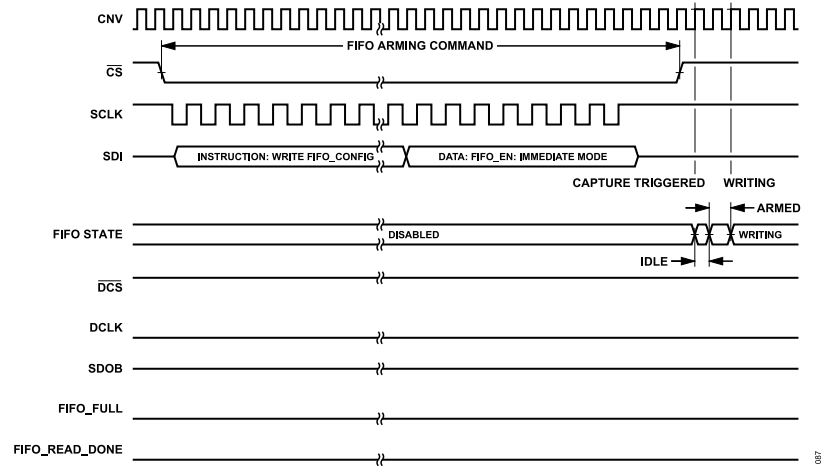 CNV
FIFO ARMING COMMAND
CS
SCLK
SDI
INSTRUCTION: WRITE FIFO_CONFIG
DATA: FIFO_EN: IMMEDIATE MODE
CAPTURE TRIGGERED
WRITING
ARMED
FIFO STATE
DISABLED
WRITING
IDLE
DCS
DCLK
SDOB
FIFO_FULL
FIFO_READ_DONE
087